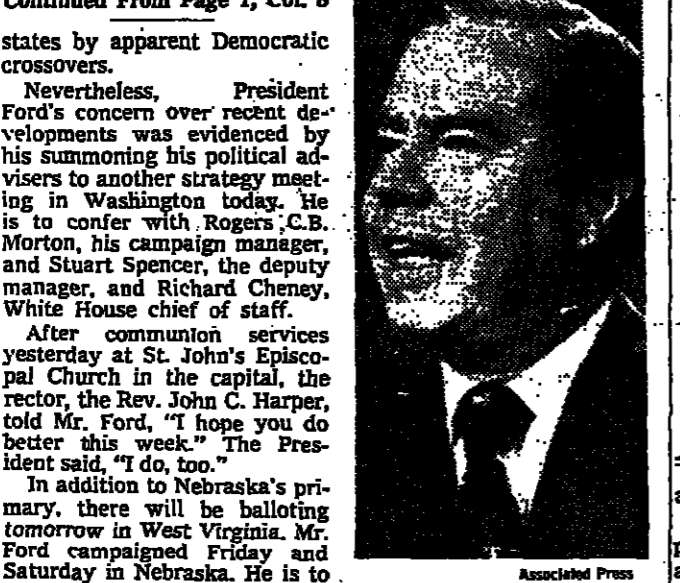 Continued From Page 1, Col. 8
states by apparent Democratic
crossovers.
Nevertheless, President
Ford's concern over recent de-
velopments was evidenced by
his summoning his political ad-
visers to another strategy meet-
ing in Washington today. He
is to confer with Rogers C.B.
Morton, his campaign manager,
and Stuart Spencer, the deputy
manager, and Richard Cheney,
White House chief of staff.
After communion services
yesterday at St. John's Episco-
pal Church in the capital, the
rector, the Rev. John C. Harper,
told Mr. Ford, "I hope you do
better this week." The Pres-
ident said, "I do, too."
In addition to Nebraska's pri-
mary, there will be balloting
tomorrow in West Virginia. Mr.
Ford campaigned Friday and
Saturday in Nebraska. He is to
Associated Press